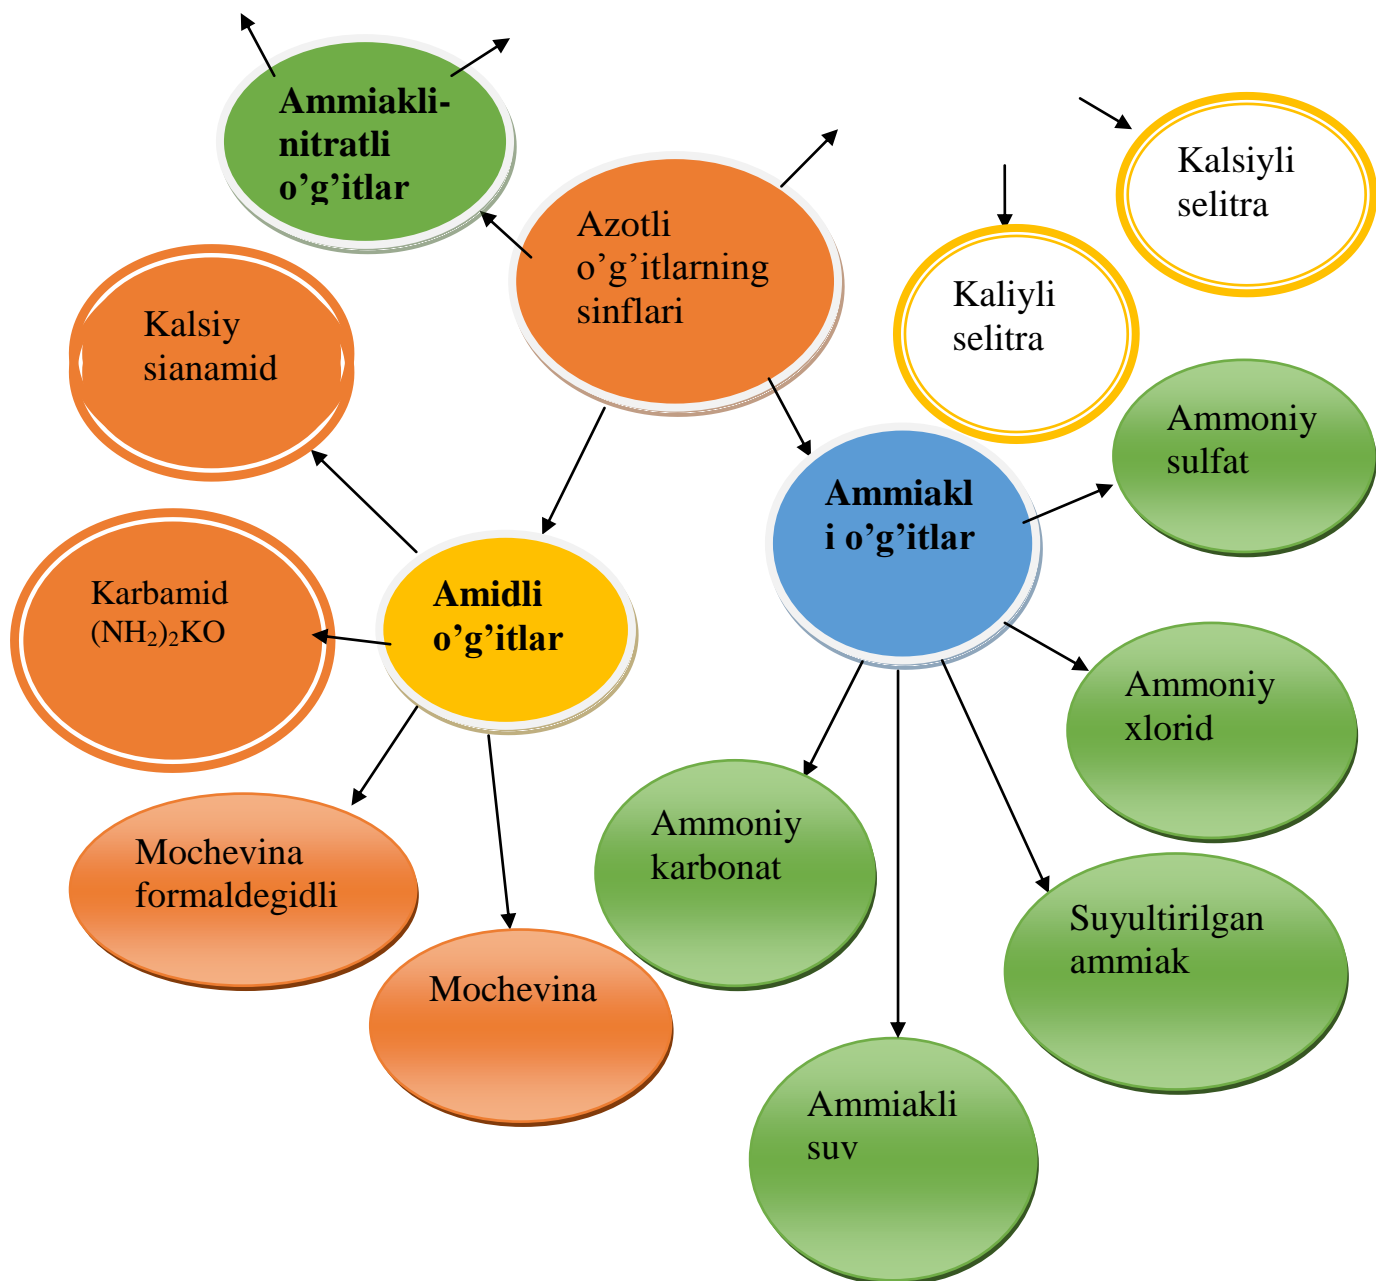 Ammiakli-
nitratli
o’g’itlar
Azotli
o’g’itlarning
sinflari
Kalsiyli
selitra
Kaliyli
selitra
Kalsiy
sianamid
Ammoniy
sulfat
Ammiakl
i o’g’itlar
Karbamid
(NH₂)₂KO
Amidli
o’g’itlar
Ammoniy
xlorid
Mochevina
formaldegidli
Ammoniy
karbonat
Suyultirilgan
ammiak
Mochevina
Ammiakli
suv